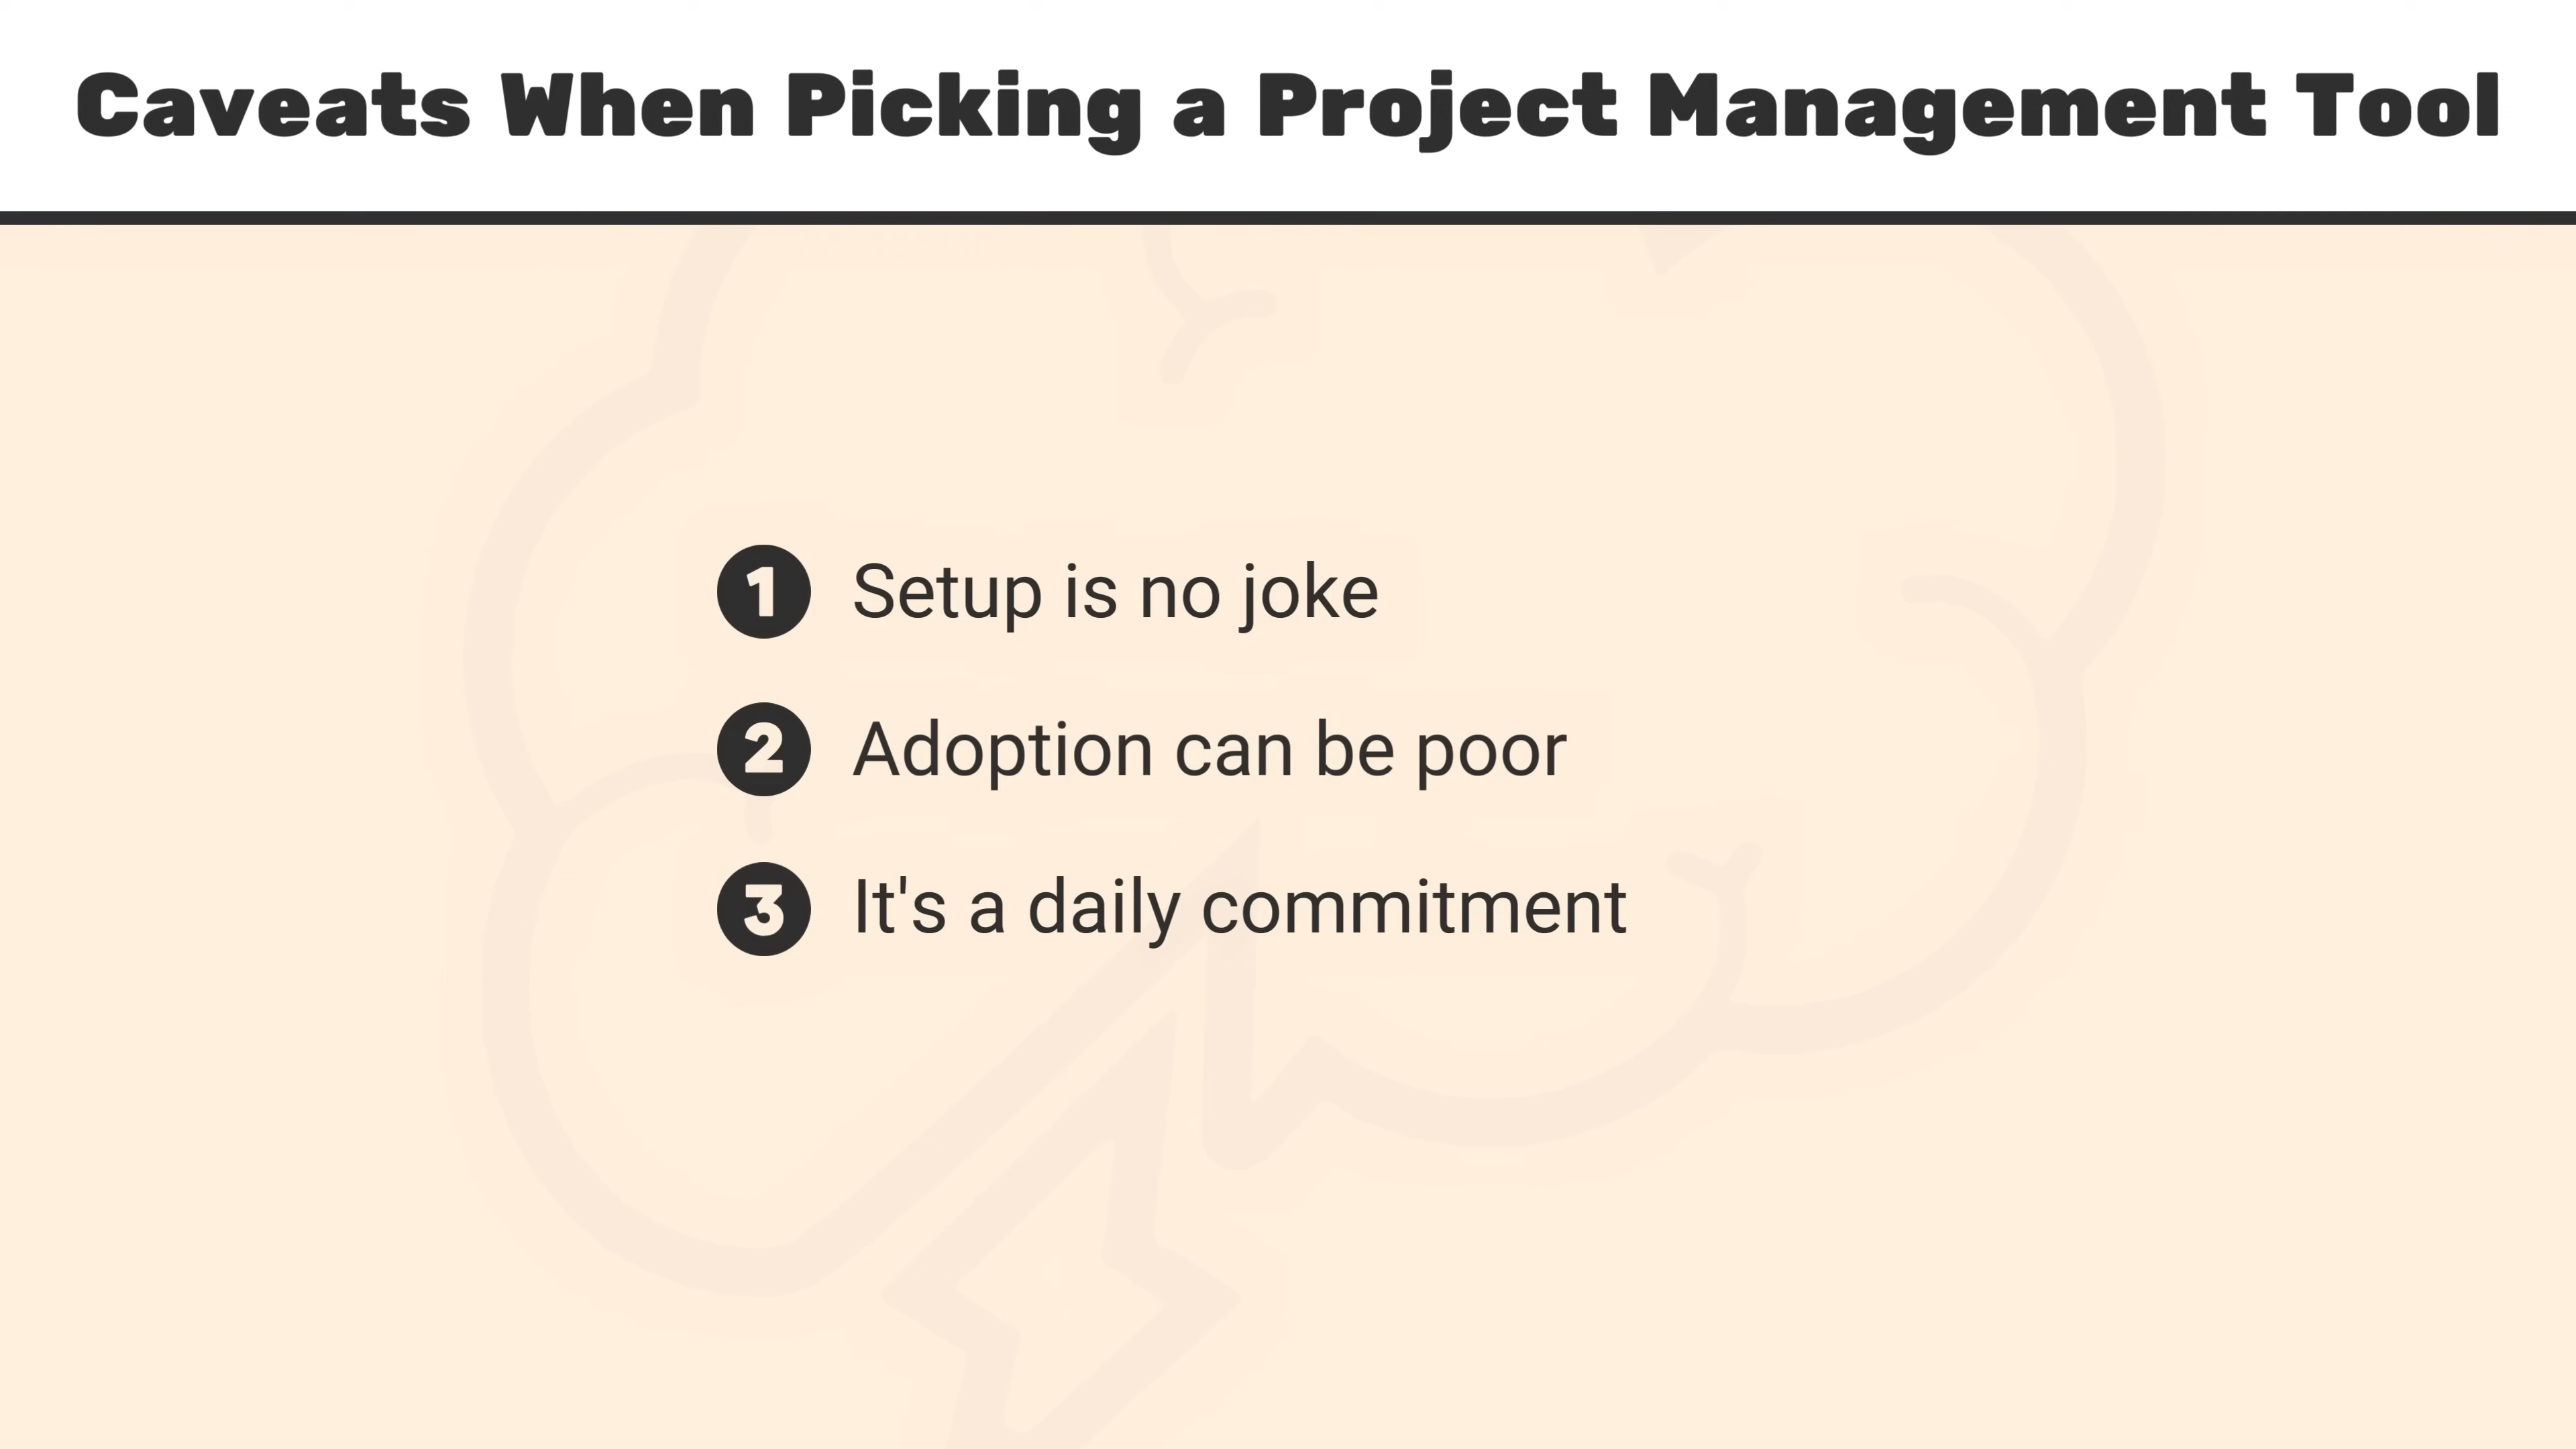 Caveats When Picking a Project Management Tool
1 Setup is no joke
2 Adoption can be poor
3 It's a daily commitment